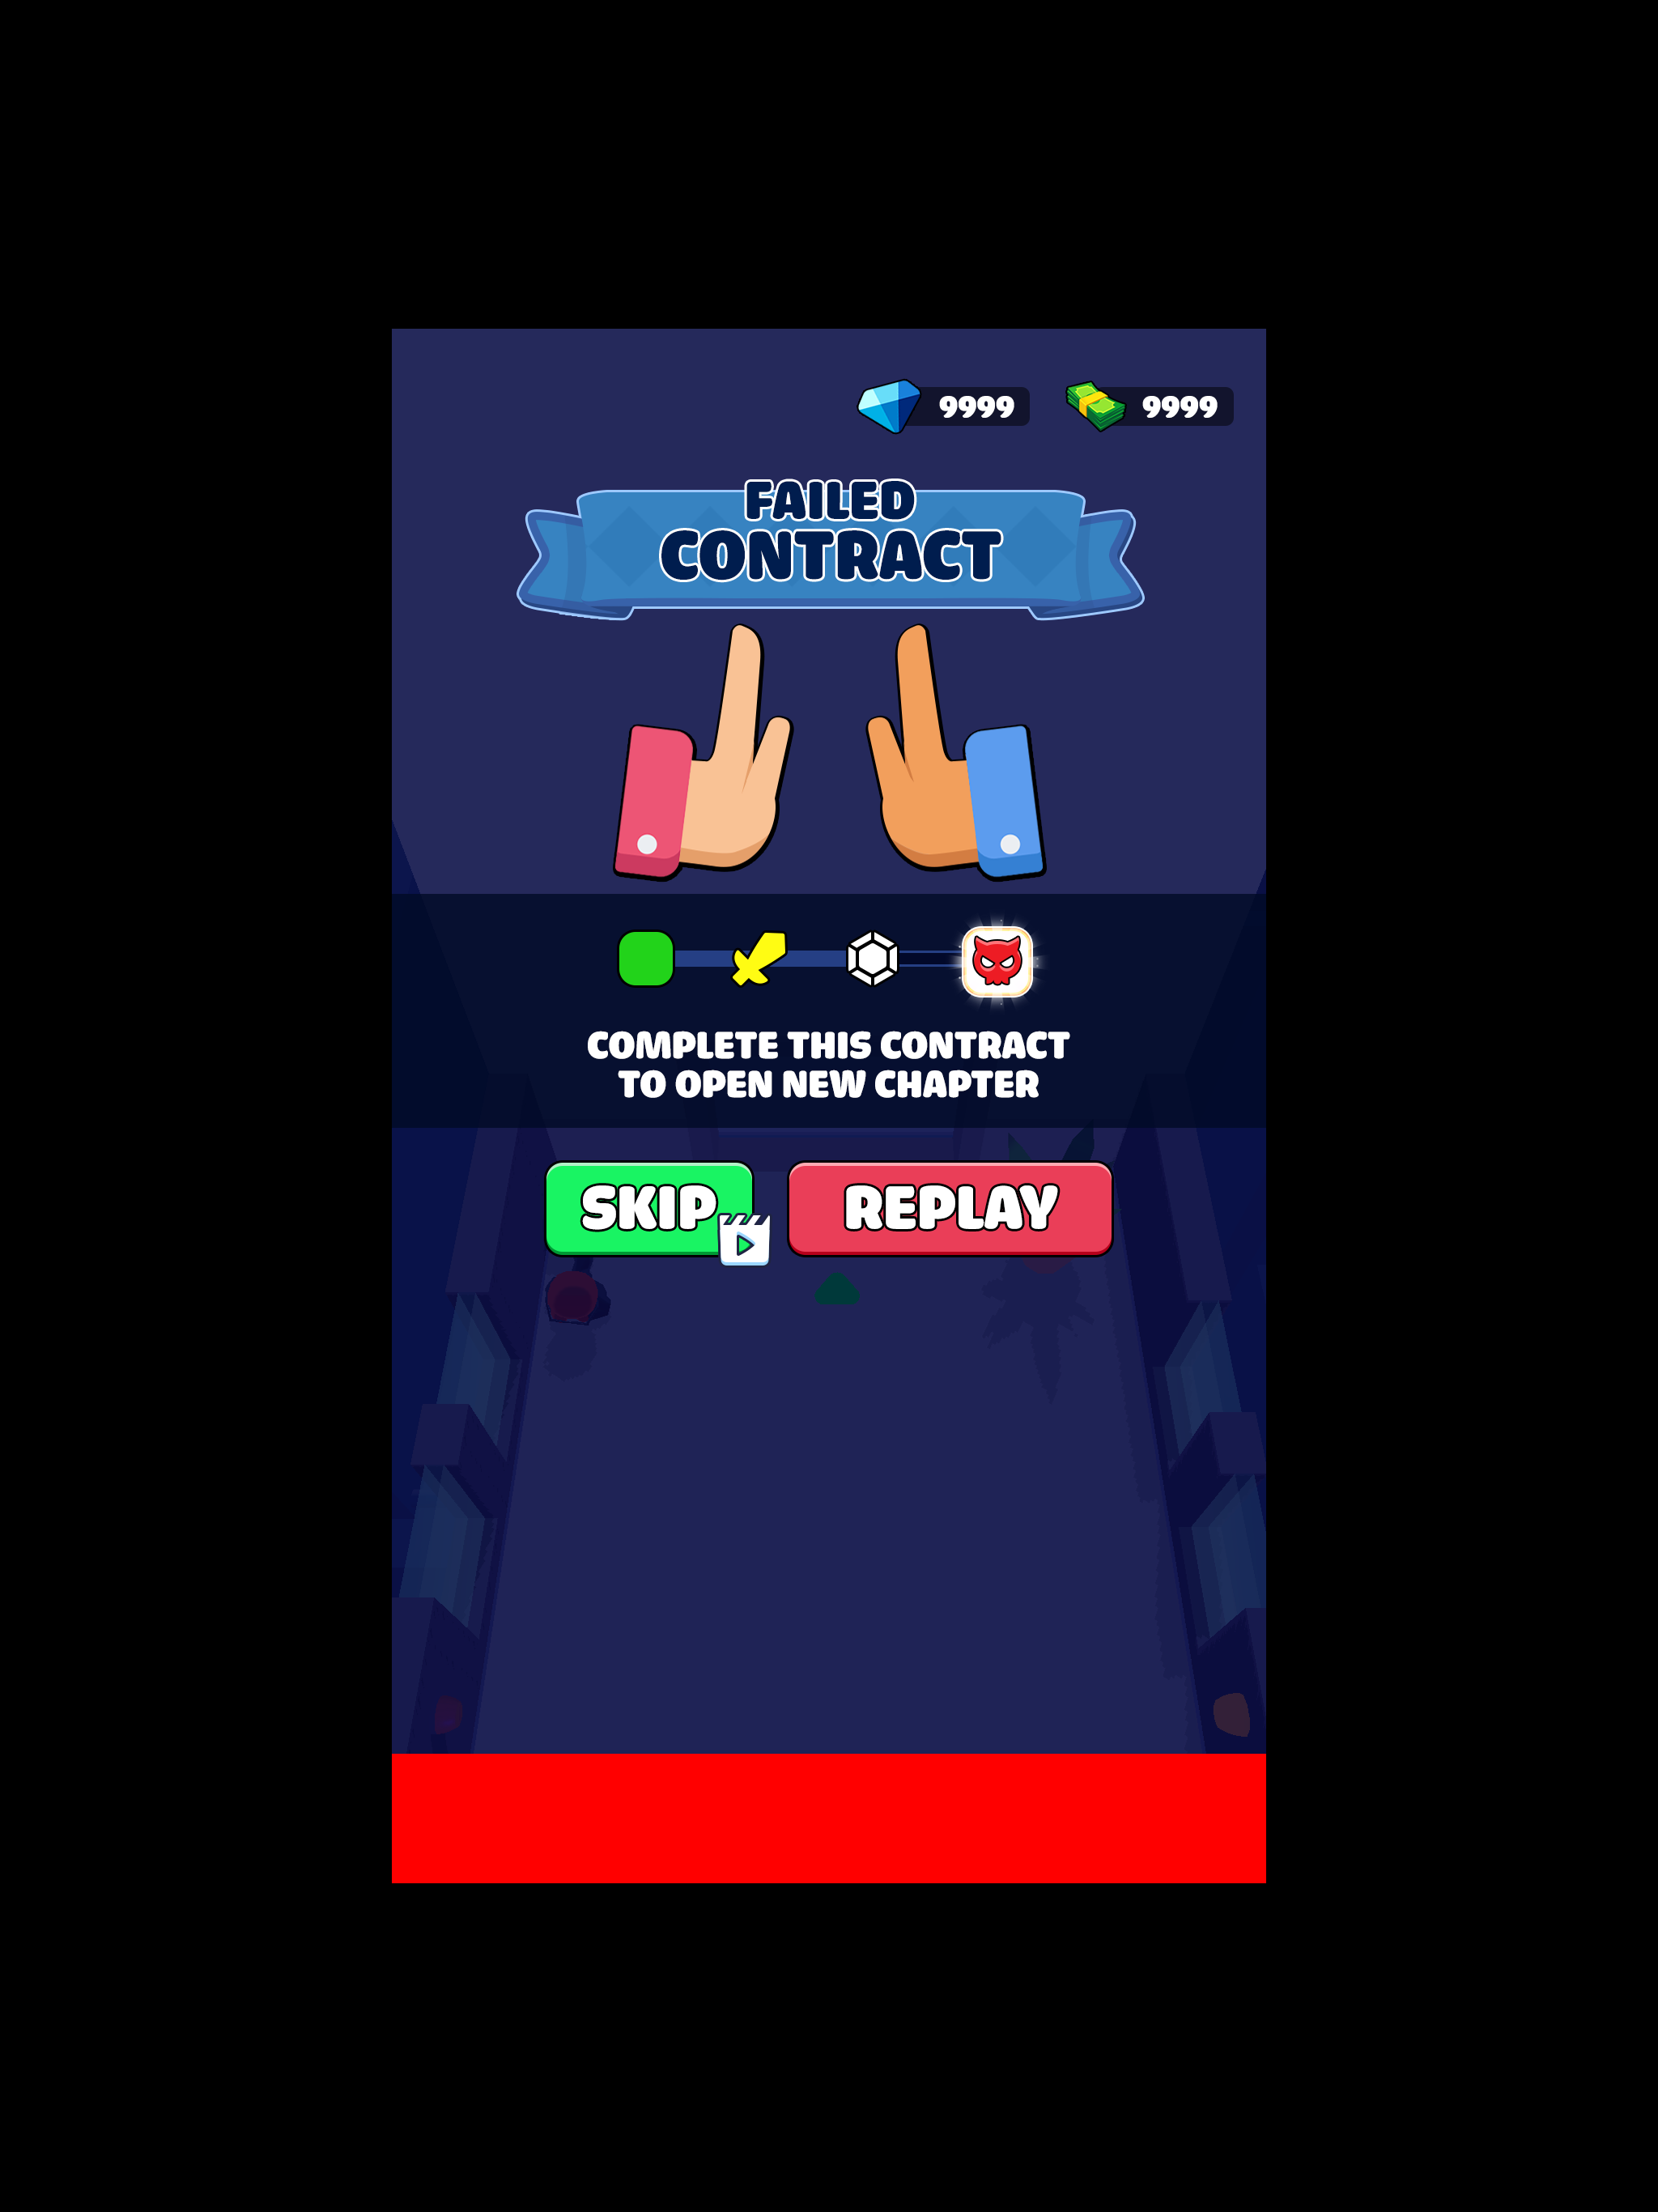 9999 9999
FAILED
CONTRACT
COMPLETE THIS CONTRACT
TO OPEN NEW CHAPTER
SKIP REPLAY